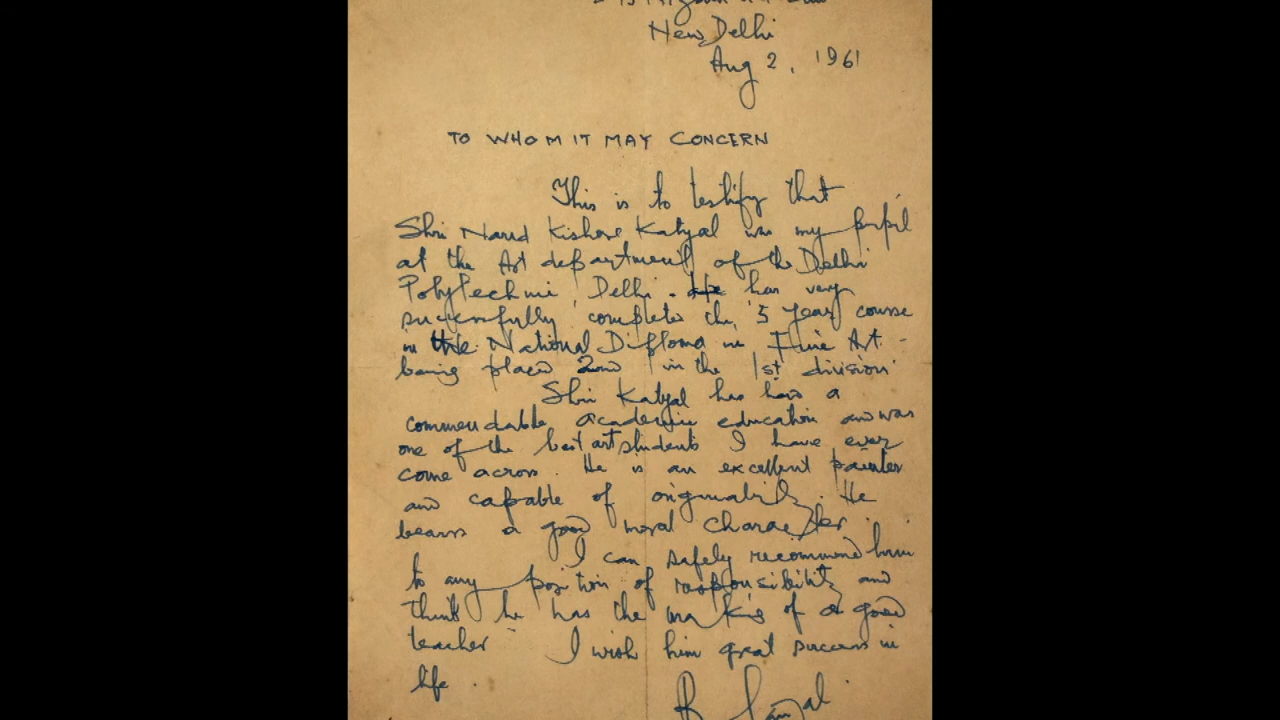 New Delhi
Aug 2, 1961
TO WHOM IT MAY CONCERN
This is to testify that
Shri Nand Kishore Katyal was my pupil
at the Art department of the Delhi
Polytechnic, Delhi. He has very
successfully completed the 5 year course
in the National Diploma in Fine Art -
being placed 2nd in the 1st division
Shri Katyal has had a
commendable academic education and was
one of the best art students I have ever
come across. He is an excellent painter
and capable of originality. He
bears a good moral character.
I can safely recommend him
to any position of responsibility and
think he has the making of a good
teacher. I wish him great success in
life.
B. Sanyal.